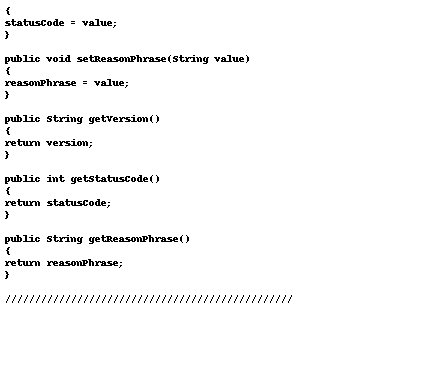 {
statusCode = value;
}
public void setReasonPhrase(String value)
{
reasonPhrase = value;
}
public String getVersion()
{
return version;
}
public int getStatusCode()
{
return statusCode;
}
public String getReasonPhrase()
{
return reasonPhrase;
}
////////////////////////////////////////////////